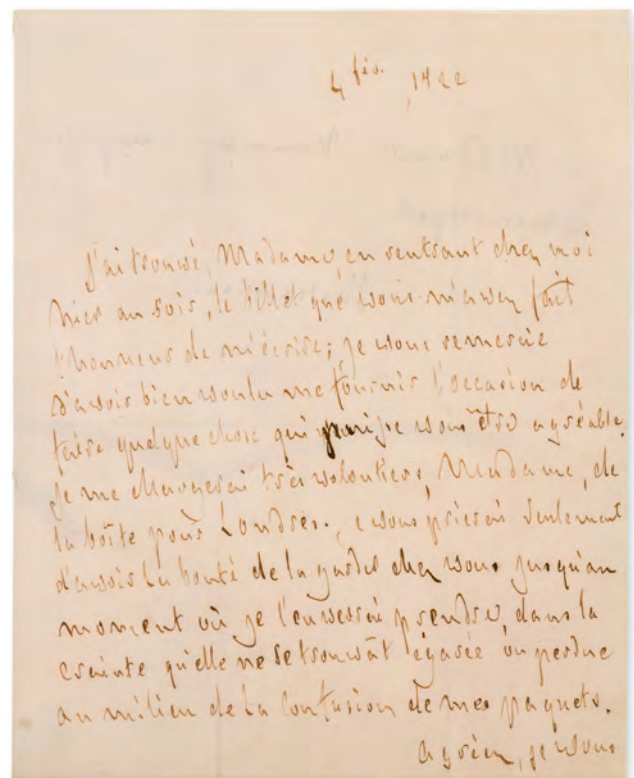 4 fév. 1822
J'ai trouvé, Madame, en rentrant chez moi
hier au soir, le billet que vous m'avez fait
l'honneur de m'écrire; je vous remercie
d'avoir bien voulu me fournir l'occasion de
faire quelque chose qui puisse vous être agréable.
Je me chargerai très volontiers, Madame, de
la boîte pour Londres. Je vous prierai seulement
d'avoir la bonté de la garder chez vous jusqu'au
moment où je l'enverrai prendre, dans la
crainte qu'elle ne se trouvât égarée ou perdue
au milieu de la confusion de mes paquets.
agréez, je vous